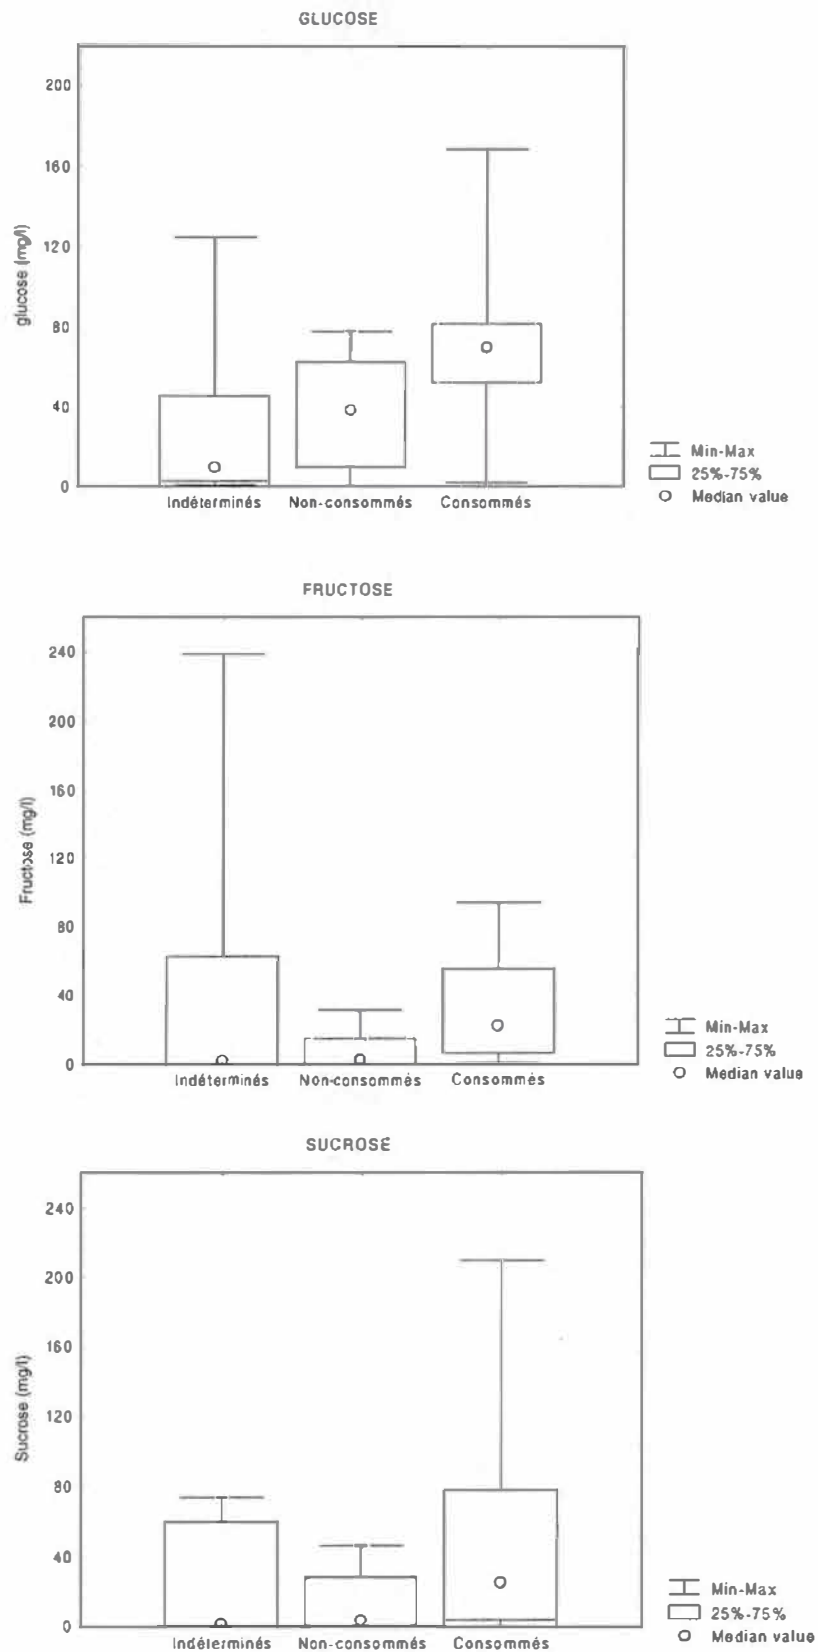 GLUCOSE
200
160
120
80
40
0
glucose (mg/l)
Indéterminés Non-consommés Consommés
Min-Max
25%-75%
Median value
FRUCTOSE
240
200
160
120
80
40
0
Fructose (mg/l)
Indéterminés Non-consommés Consommés
Min-Max
25%-75%
Median value
SUCROSE
240
200
160
120
80
40
0
Sucrose (mg/l)
Indéterminés Non-consommés Consommés
Min-Max
25%-75%
Median value